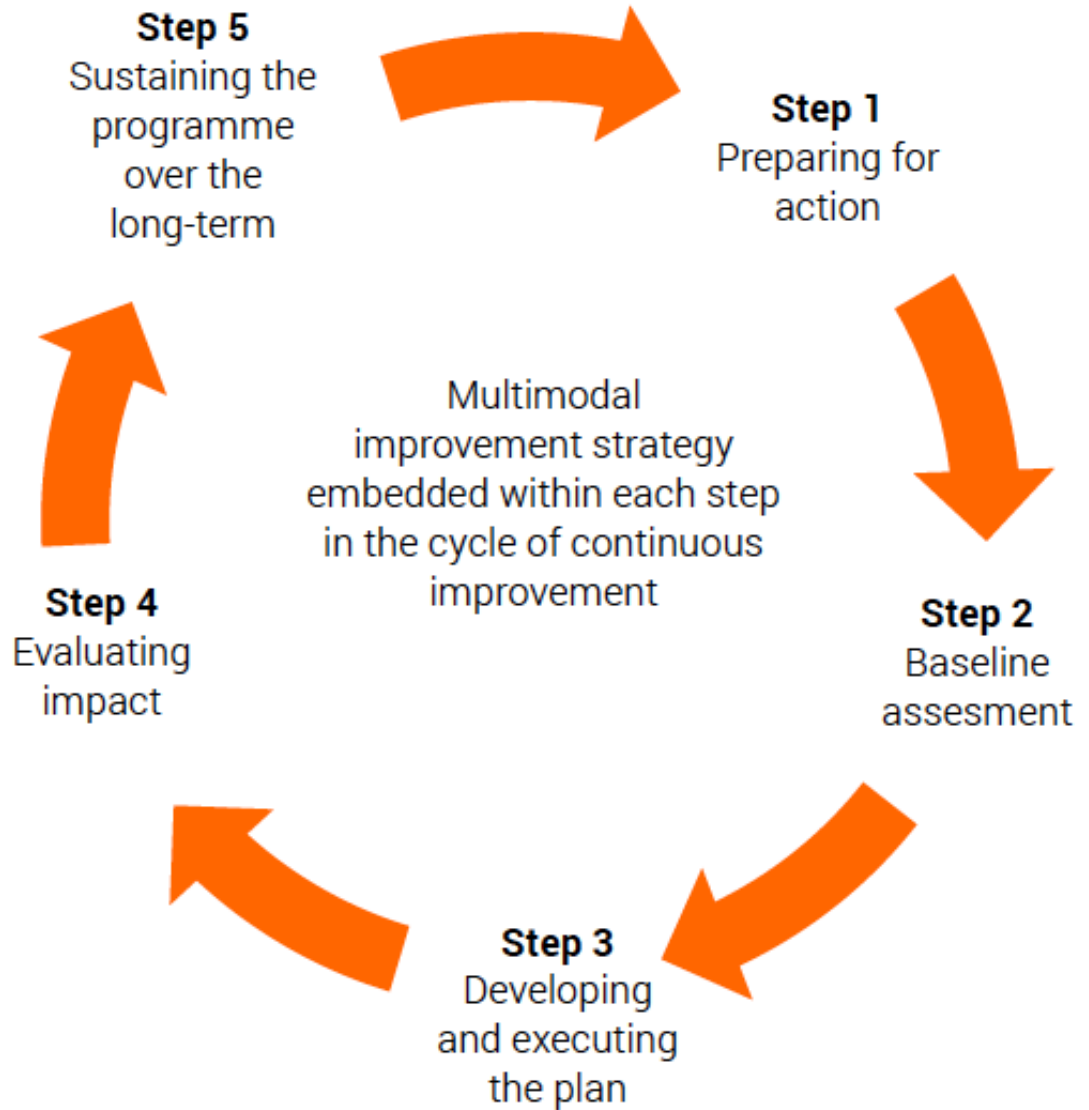 Step 5
Sustaining the
programme
over the
long-term
Step 1
Preparing for
action
Multimodal
improvement strategy
embedded within each step
in the cycle of continuous
improvement
Step 4
Evaluating
impact
Step 2
Baseline
assesment
Step 3
Developing
and executing
the plan